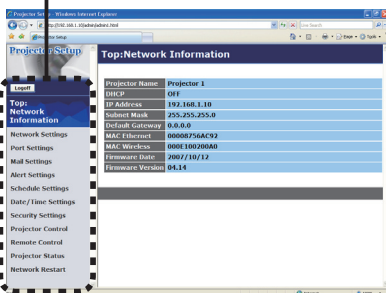 Projector Setup - Windows Internet Explorer
Live Search
Projector Setup
Projector Setup
Logoff
Top:
Network
Information
Network Settings
Port Settings
Mail Settings
Alert Settings
Schedule Settings
Date/Time Settings
Security Settings
Projector Control
Remote Control
Projector Status
Network Restart
Top:Network Information
Projector Name Projector 1
DHCP OFF
IP Address 192.168.1.10
Subnet Mask 255.255.255.0
Default Gateway 0.0.0.0
MAC Ethernet 00008756AC92
MAC Wireless 000E100200A0
Firmware Date 2007/10/12
Firmware Version 04.14